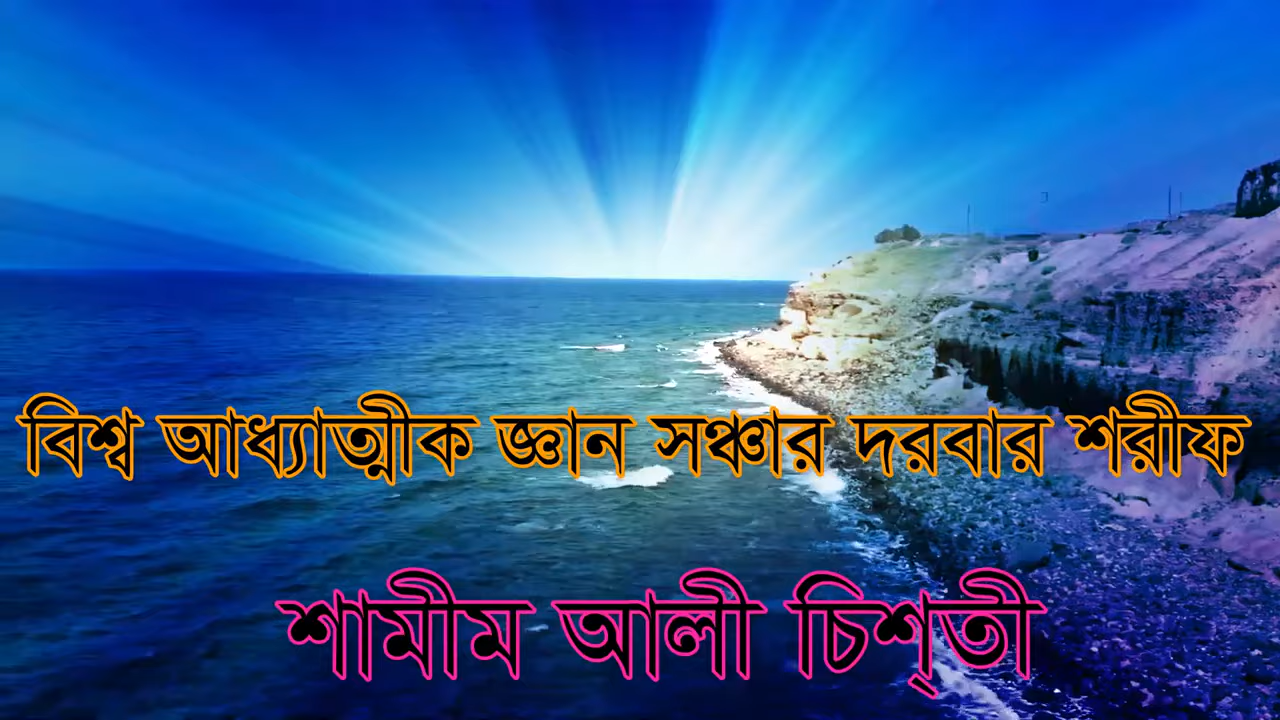 বিশ্ব আধ্যাত্মীক জ্ঞান সঞ্চার দরবার শরীফ
শামীম আলী চিশ্‌তী